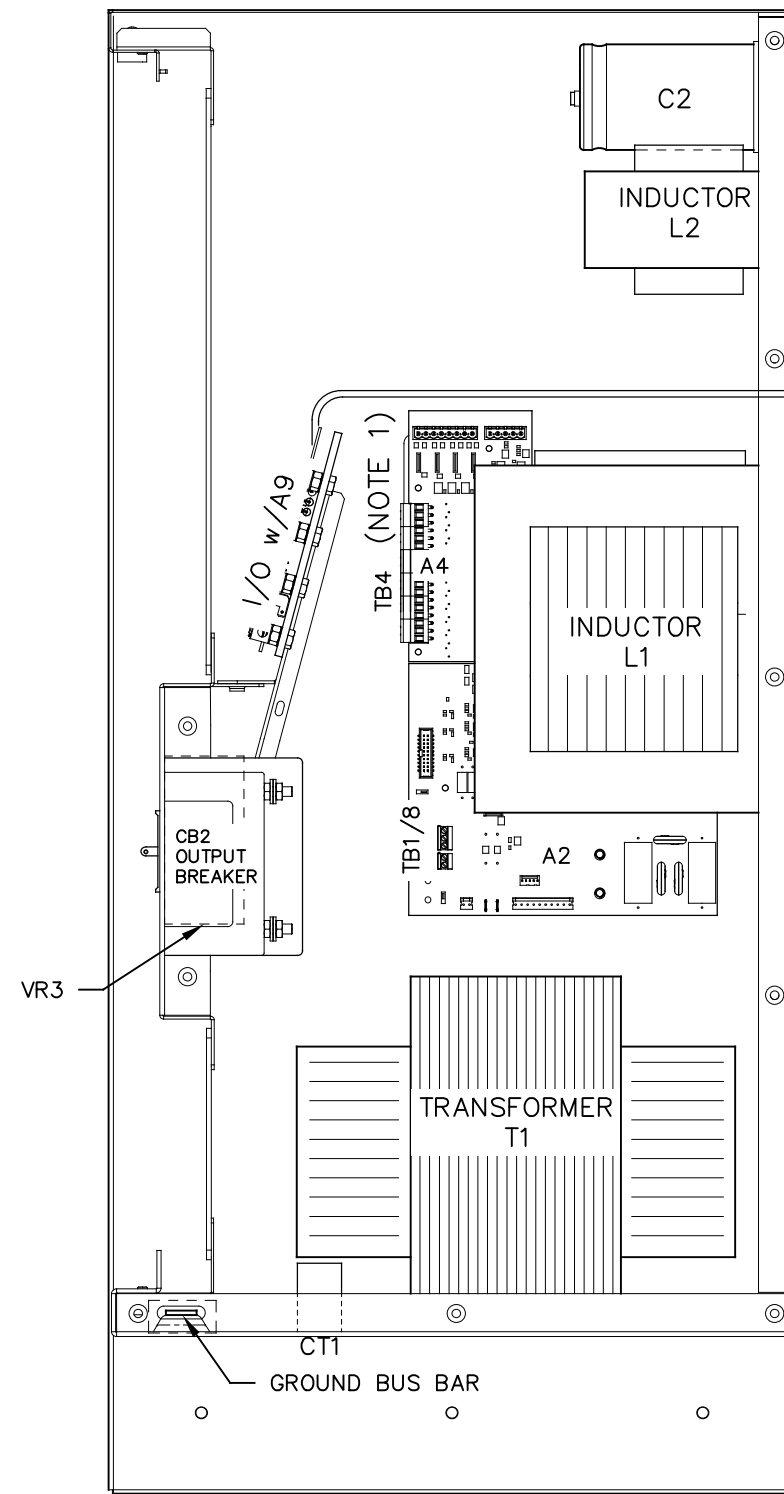 C2
INDUCTOR
L2
I/O w/A9
TB4 (NOTE 1)
A4
INDUCTOR
L1
TB1/8
A2
CB2
OUTPUT
BREAKER
VR3
TRANSFORMER
T1
CT1
GROUND BUS BAR